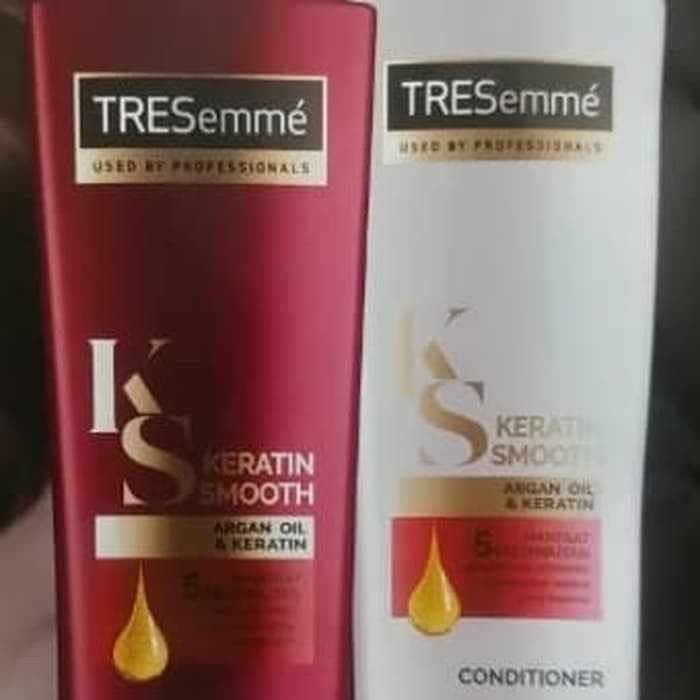 TRESemmé
USED BY PROFESSIONALS
KS
KERATIN
SMOOTH
ARGAN OIL
& KERATIN
5
TRESemmé
USED BY PROFESSIONALS
KS
KERATIN
SMOOTH
ARGAN OIL
& KERATIN
5 MANFAAT
CONDITIONER